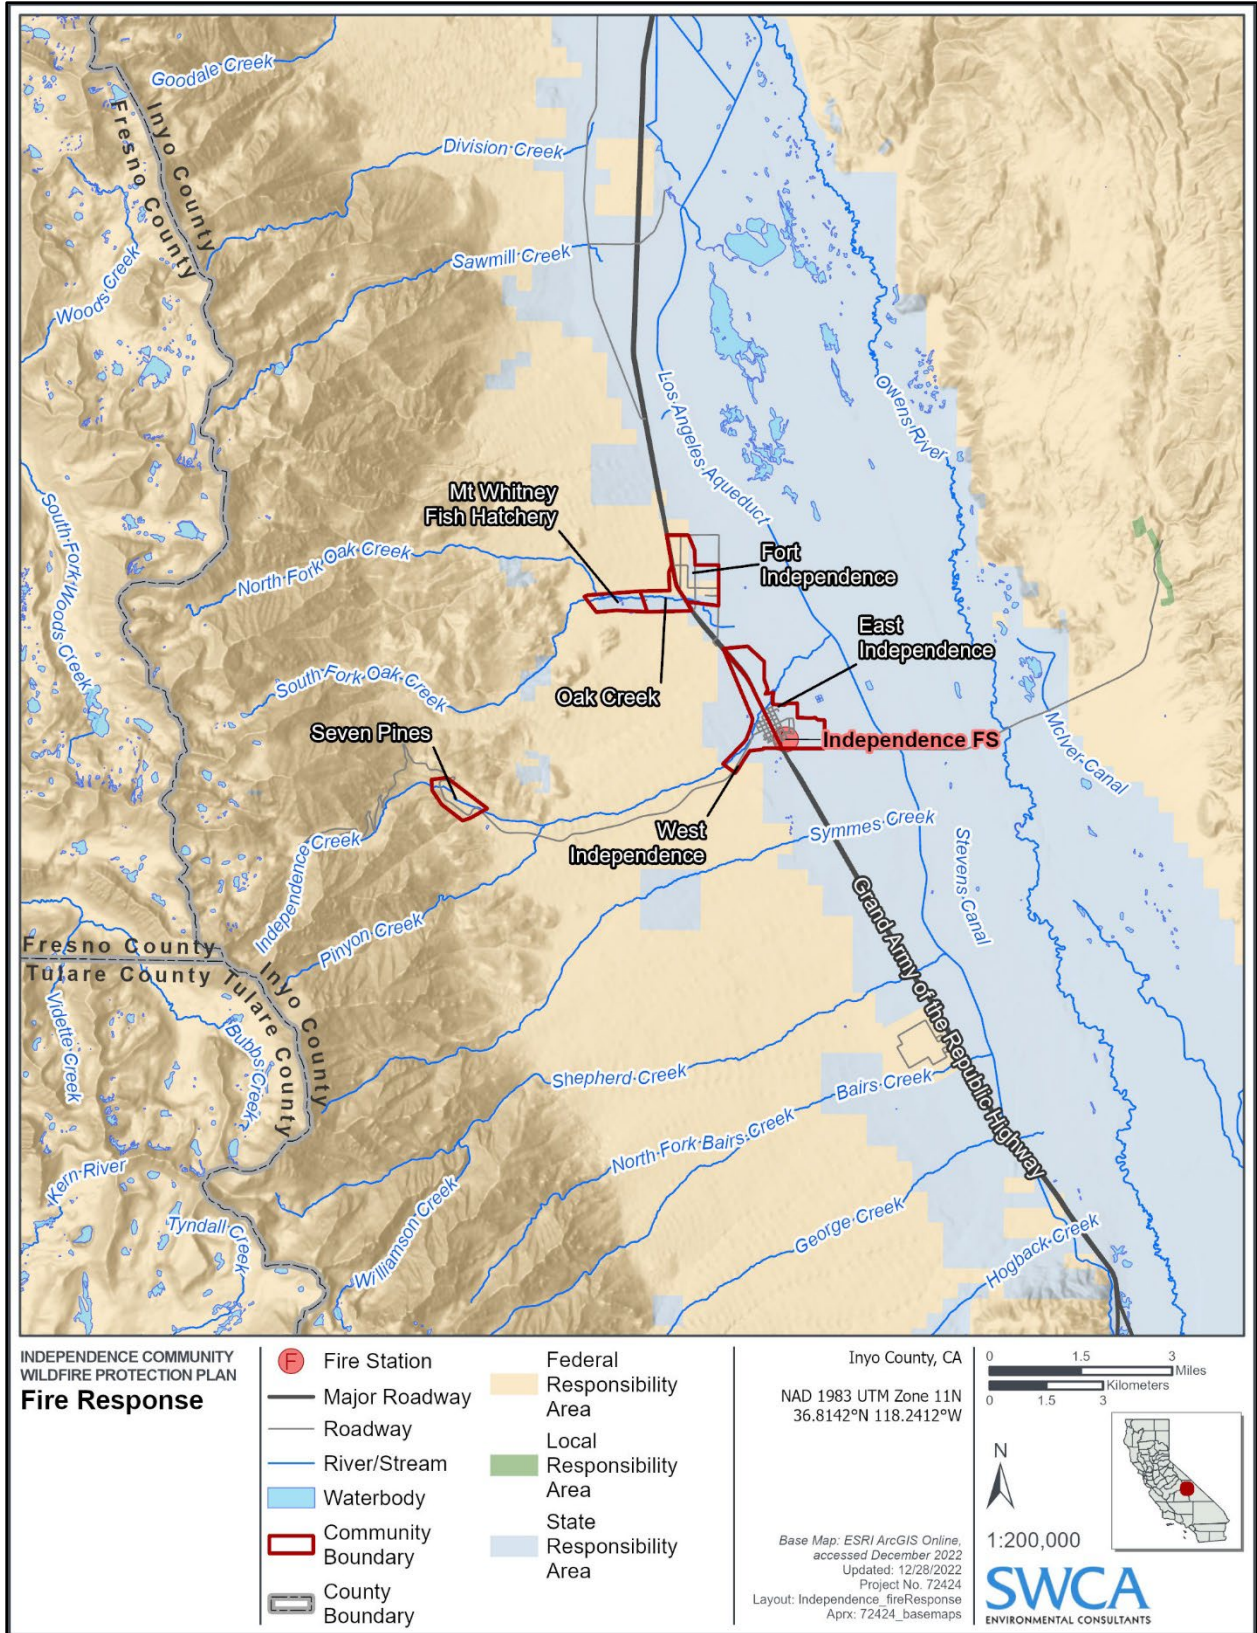 Goodale Creek
Inyo County
Fresno County
Division Creek
Sawmill Creek
Woods Creek
Los Angeles Aqueduct
Owens River
Mt Whitney
Fish Hatchery
South Fork Woods Creek
North Fork Oak Creek
Fort
Independence
East
Independence
Oak Creek
South Fork Oak Creek
Seven Pines
Independence FS
McIver Canal
West
Independence
Symmes Creek
Stevens Canal
Independence Creek
Pinyon Creek
Grand Army of the Republic Highway
Fresno County
Tulare County
Inyo County
Tulare County
Vidette Creek
Bubbs Creek
Shepherd Creek
Bairs Creek
North Fork Bairs Creek
Kern River
Tyndall Creek
Williamson Creek
George Creek
Hogback Creek
INDEPENDENCE COMMUNITY
WILDFIRE PROTECTION PLAN
Fire Response
F
Fire Station
Major Roadway
Roadway
River/Stream
Waterbody
Community
Boundary
County
Boundary
Federal
Responsibility
Area
Local
Responsibility
Area
State
Responsibility
Area
Inyo County, CA
NAD 1983 UTM Zone 11N
36.8142°N 118.2412°W
Base Map: ESRI ArcGIS Online,
accessed December 2022
Updated: 12/28/2022
Project No. 72424
Layout: Independence_fireResponse
Aprx: 72424_basemaps
0 1.5 3
Miles
Kilometers
0 1.5 3
N
1:200,000
SWCA
ENVIRONMENTAL CONSULTANTS